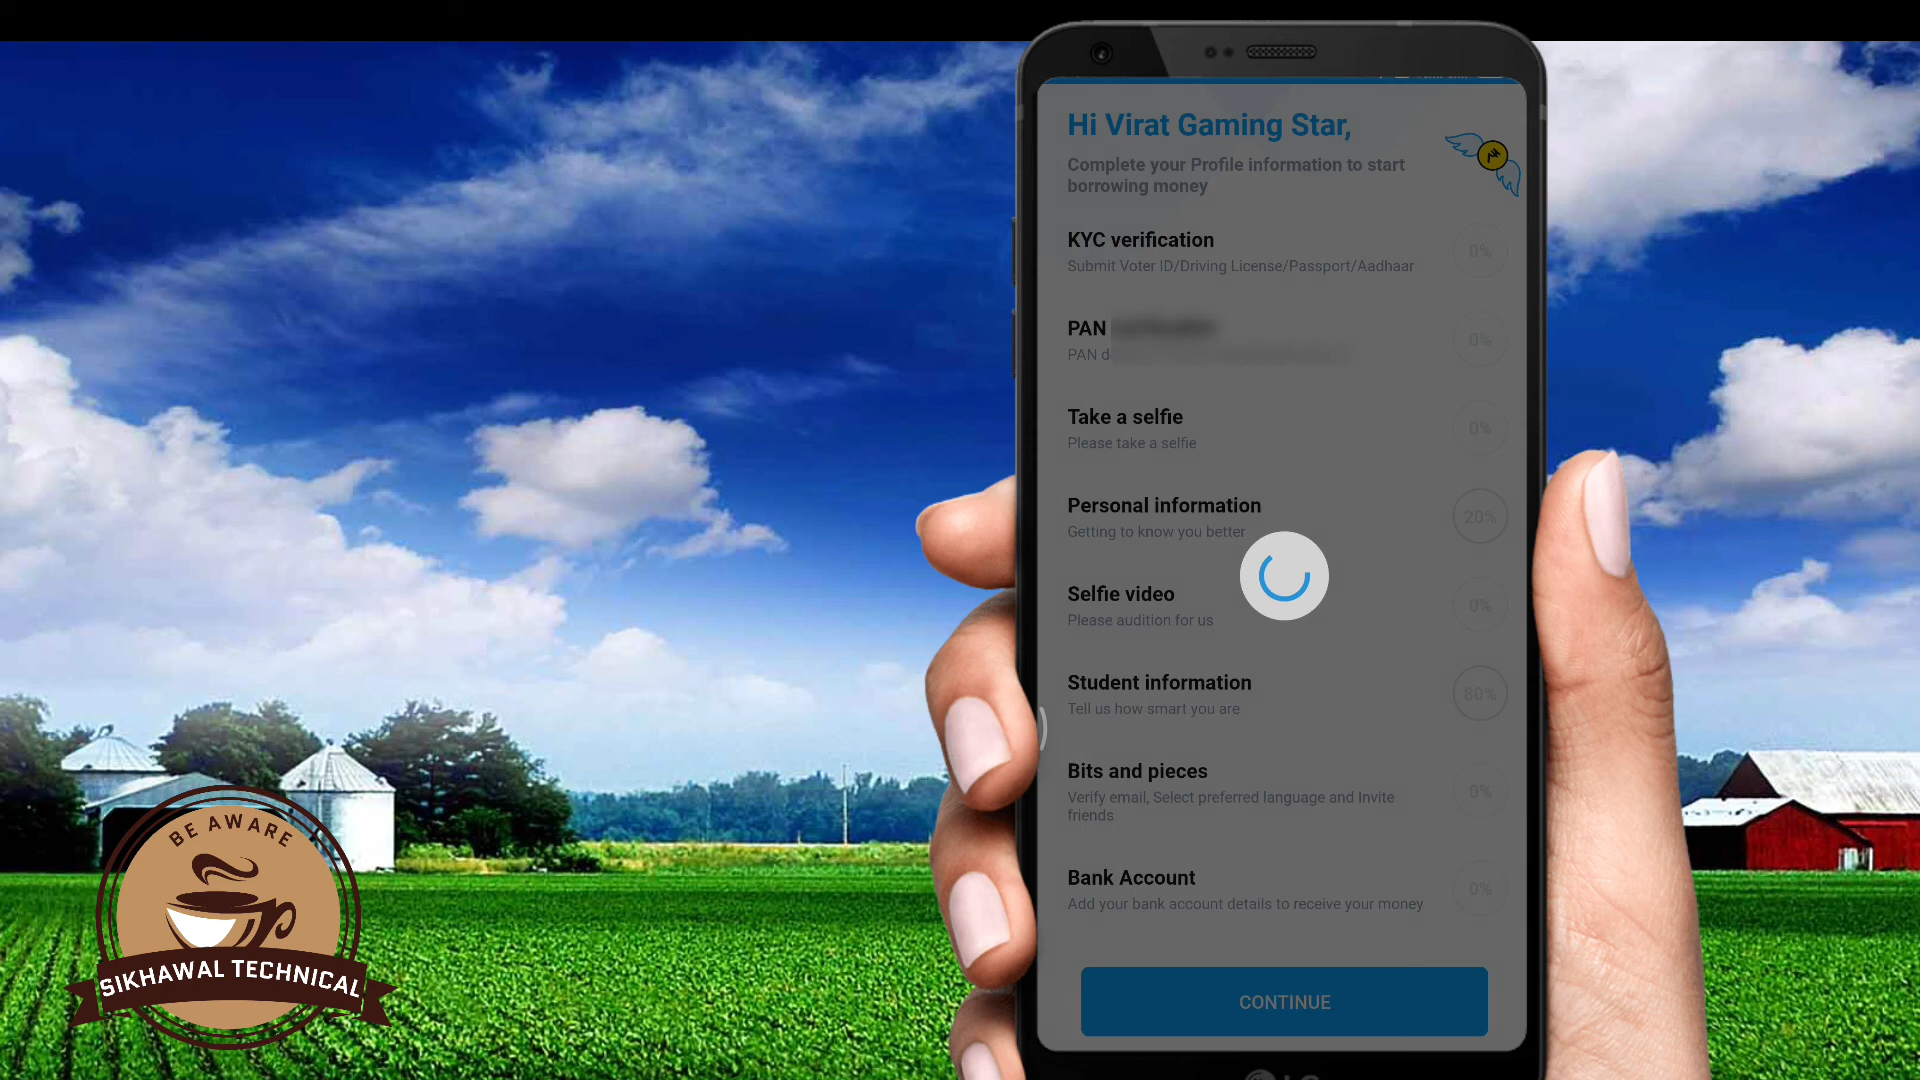 Hi Virat Gaming Star,
Complete your Profile information to start
borrowing money
KYC verification
0%
Submit Voter ID/Driving License/Passport/Aadhaar
PAN
0%
PAN d
Take a selfie
0%
Please take a selfie
Personal information
20%
Getting to know you better
Selfie video
0%
Please audition for us
Student information
80%
Tell us how smart you are
Bits and pieces
0%
Verify email, Select preferred language and Invite
friends
Bank Account
0%
Add your bank account details to receive your money
CONTINUE
BE AWARE
SIKHAWAL TECHNICAL